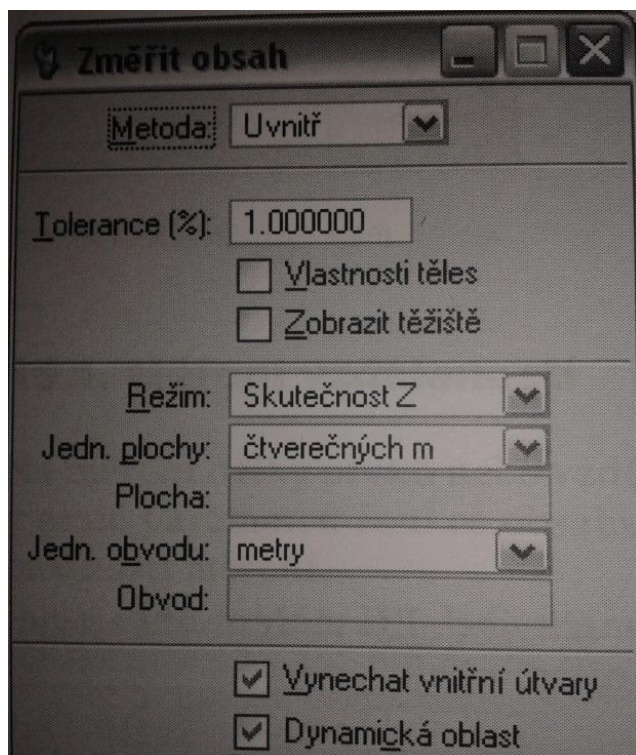 Změřit obsah
Metoda: Uvnitř
Tolerance (%): 1.000000
Vlastnosti těles
Zobrazit těžiště
Režim: Skutečnost Z
Jedn. plochy: čtverečných m
Plocha:
Jedn. obvodu: metry
Obvod:
Vynechat vnitřní útvary
Dynamická oblast